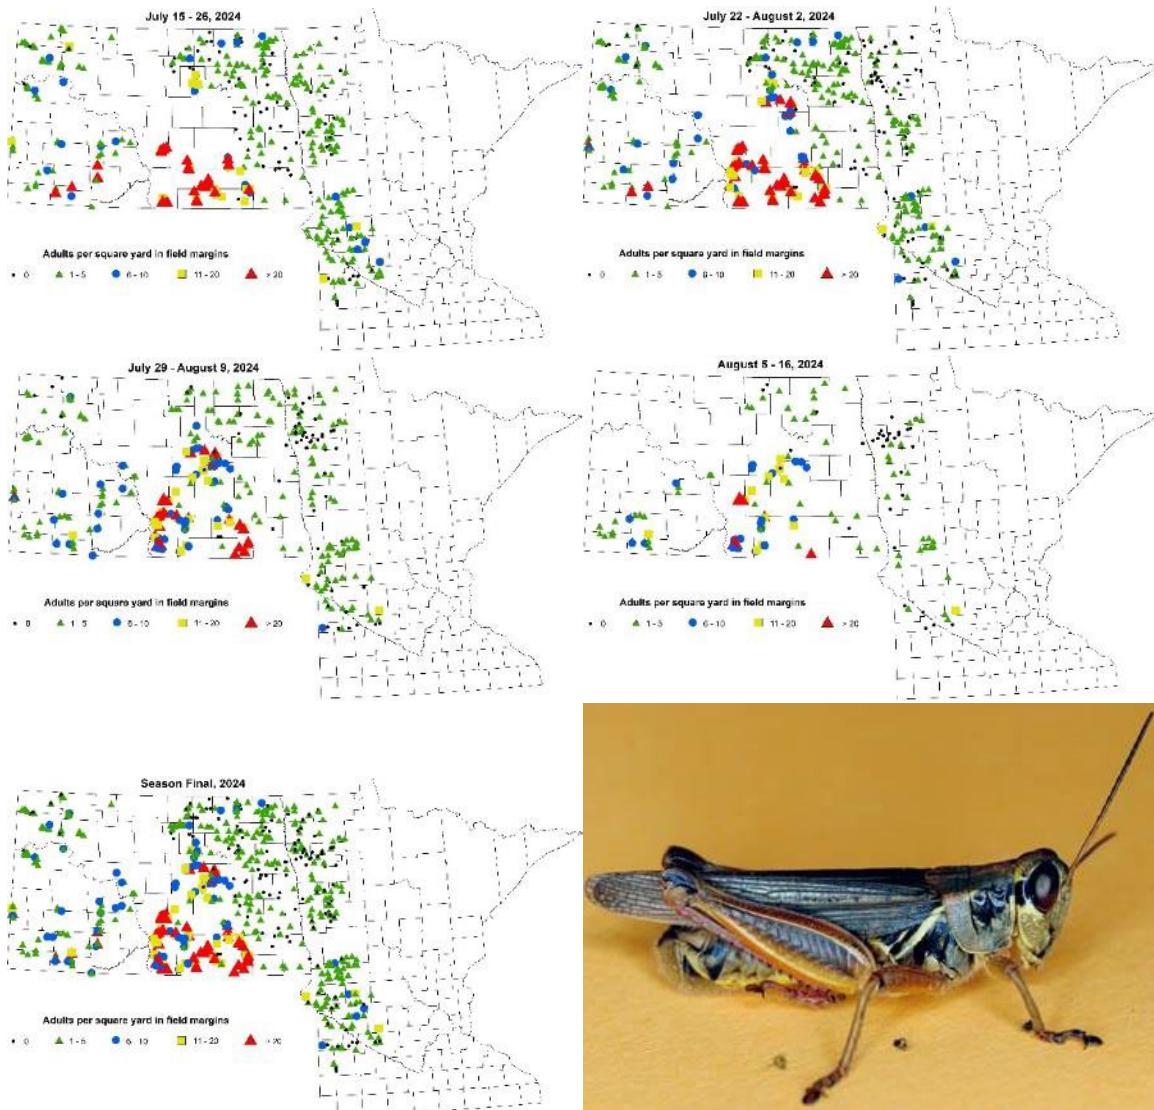 July 15 - 26, 2024
July 22 - August 2, 2024
Adults per square yard in field margins
0 1 - 5 6 - 10 11 - 20 > 20
Adults per square yard in field margins
0 1 - 5 6 - 10 11 - 20 > 20
July 29 - August 9, 2024
August 5 - 16, 2024
Adults per square yard in field margins
0 1 - 5 6 - 10 11 - 20 > 20
Adults per square yard in field margins
0 1 - 5 6 - 10 11 - 20 > 20
Season Final, 2024
Adults per square yard in field margins
0 1 - 5 6 - 10 11 - 20 > 20